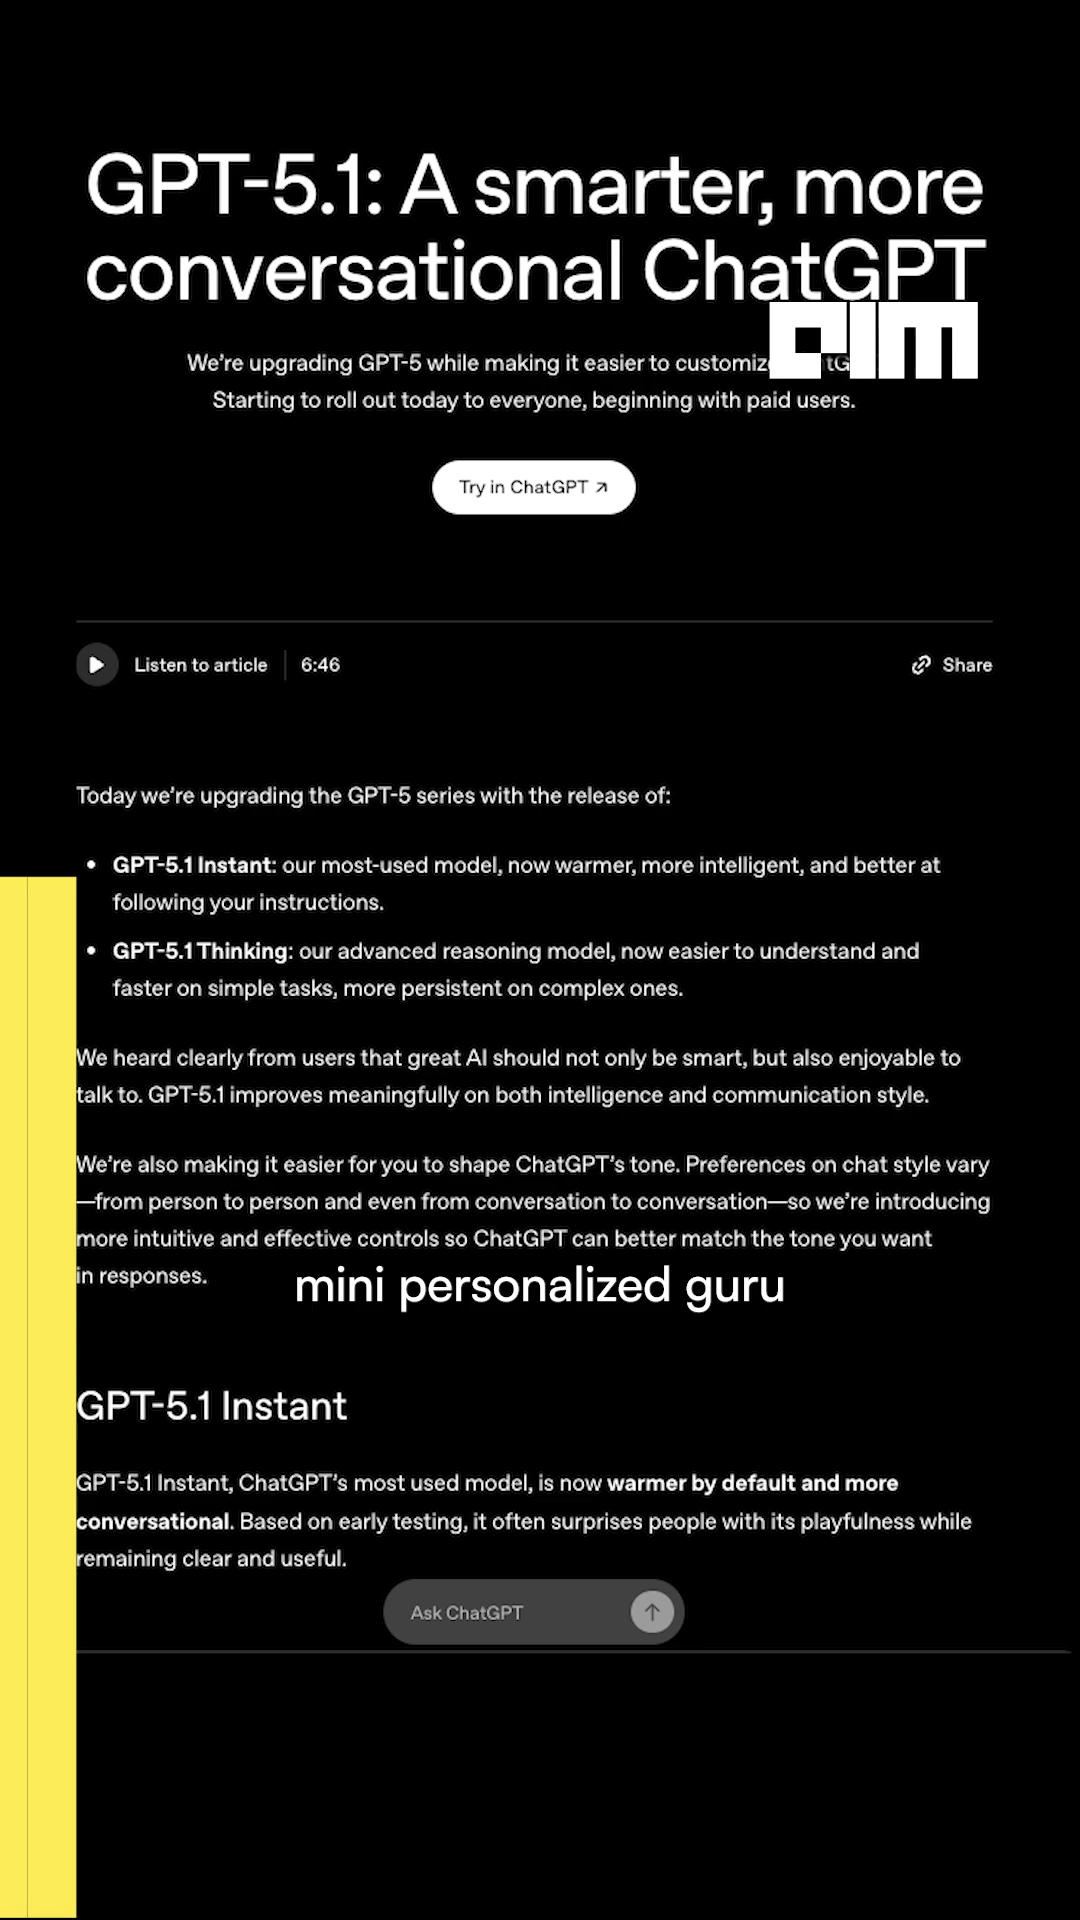 GPT-5.1: A smarter, more
conversational ChatGPT
aim
We're upgrading GPT-5 while making it easier to customize
Starting to roll out today to everyone, beginning with paid users.
Try in ChatGPT ↗
Listen to article | 6:46
Share
Today we're upgrading the GPT-5 series with the release of:
• GPT-5.1 Instant: our most-used model, now warmer, more intelligent, and better at
following your instructions.
• GPT-5.1 Thinking: our advanced reasoning model, now easier to understand and
faster on simple tasks, more persistent on complex ones.
We heard clearly from users that great AI should not only be smart, but also enjoyable to
talk to. GPT-5.1 improves meaningfully on both intelligence and communication style.
We're also making it easier for you to shape ChatGPT's tone. Preferences on chat style vary
—from person to person and even from conversation to conversation—so we're introducing
more intuitive and effective controls so ChatGPT can better match the tone you want
in responses.
mini personalized guru
GPT-5.1 Instant
GPT-5.1 Instant, ChatGPT's most used model, is now warmer by default and more
conversational. Based on early testing, it often surprises people with its playfulness while
remaining clear and useful.
Ask ChatGPT